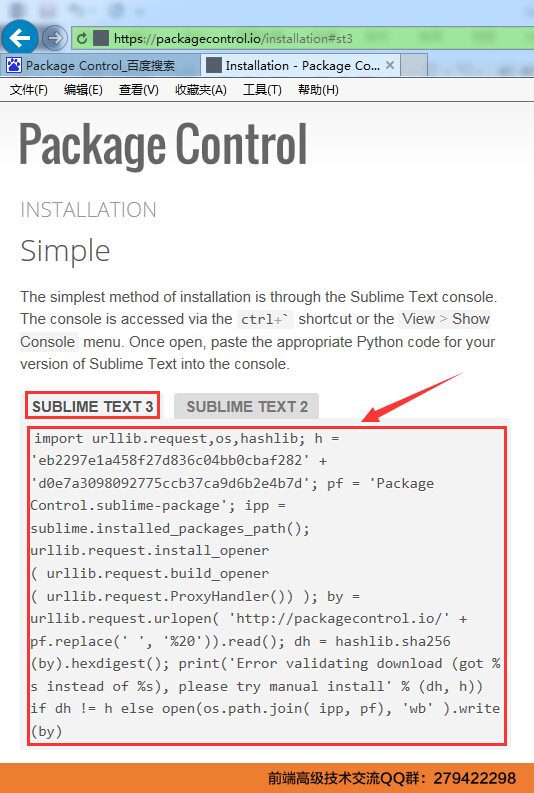 https://packagecontrol.io/installation#st3
Package Control_百度搜索
Installation - Package Co...
文件(F) 编辑(E) 查看(V) 收藏夹(A) 工具(T) 帮助(H)
Package Control
INSTALLATION
Simple
The simplest method of installation is through the Sublime Text console.
The console is accessed via the ctrl+` shortcut or the View > Show
Console menu. Once open, paste the appropriate Python code for your
version of Sublime Text into the console.
SUBLIME TEXT 3
SUBLIME TEXT 2
import urllib.request,os,hashlib; h =
'eb2297e1a458f27d836c04bb0cbaf282' +
'd0e7a3098092775ccb37ca9d6b2e4b7d'; pf = 'Package
Control.sublime-package'; ipp =
sublime.installed_packages_path();
urllib.request.install_opener
( urllib.request.build_opener
( urllib.request.ProxyHandler()) ); by =
urllib.request.urlopen( 'http://packagecontrol.io/' +
pf.replace(' ', '%20')).read(); dh = hashlib.sha256
(by).hexdigest(); print('Error validating download (got %
s instead of %s), please try manual install' % (dh, h))
if dh != h else open(os.path.join( ipp, pf), 'wb' ).write
(by)
前端高级技术交流QQ群：279422298